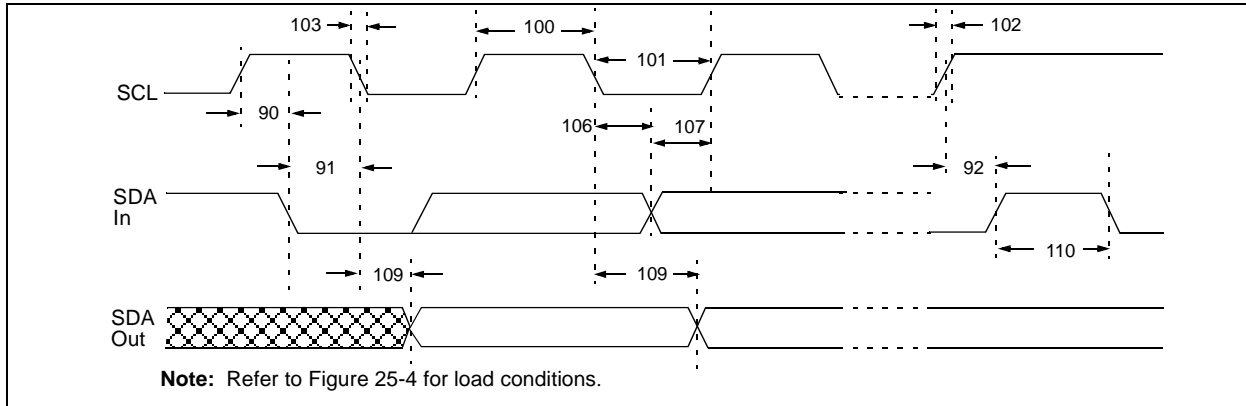 103
100
102
101
SCL
90
106
107
91
92
SDA
In
109
109
110
SDA
Out
Note: Refer to Figure 25-4 for load conditions.